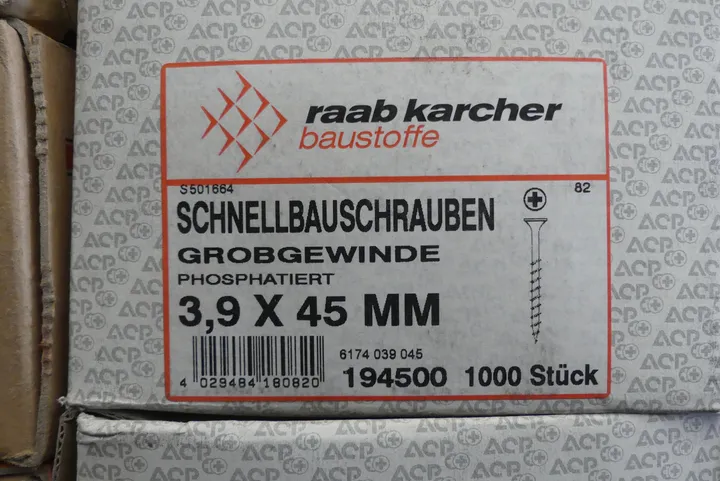 raab karcher
baustoffe
S501664
82
SCHNELLBAUSCHRAUBEN
GROBGEWINDE
PHOSPHATIERT
3,9 X 45 MM
6174 039 045
4 029484 180820
194500 1000 Stück
ACP